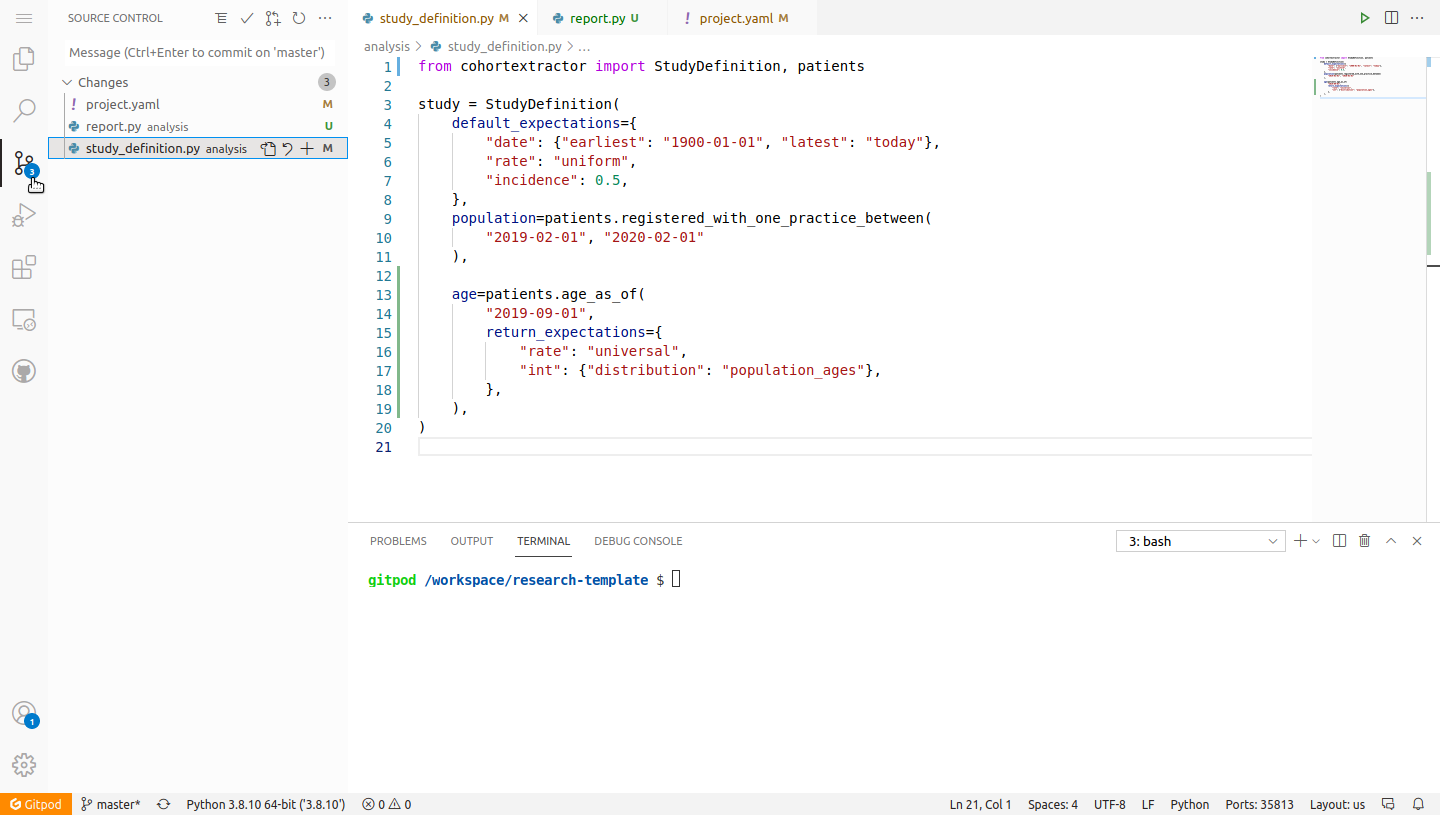 SOURCE CONTROL
Message (Ctrl+Enter to commit on 'master')
Changes 3
project.yaml M
report.py analysis U
study_definition.py analysis M
3
1
study_definition.py M
report.py U
! project.yaml M
analysis > study_definition.py > ...
1 from cohortextractor import StudyDefinition, patients
2
3 study = StudyDefinition(
4 default_expectations={
5 "date": {"earliest": "1900-01-01", "latest": "today"},
6 "rate": "uniform",
7 "incidence": 0.5,
8 },
9 population=patients.registered_with_one_practice_between(
10 "2019-02-01", "2020-02-01"
11 ),
12
13 age=patients.age_as_of(
14 "2019-09-01",
15 return_expectations={
16 "rate": "universal",
17 "int": {"distribution": "population_ages"},
18 },
19 ),
20 )
21
PROBLEMS OUTPUT TERMINAL DEBUG CONSOLE
3: bash
gitpod /workspace/research-template $
Gitpod master* Python 3.8.10 64-bit ('3.8.10') 0 0 Ln 21, Col 1 Spaces: 4 UTF-8 LF Python Ports: 35813 Layout: us